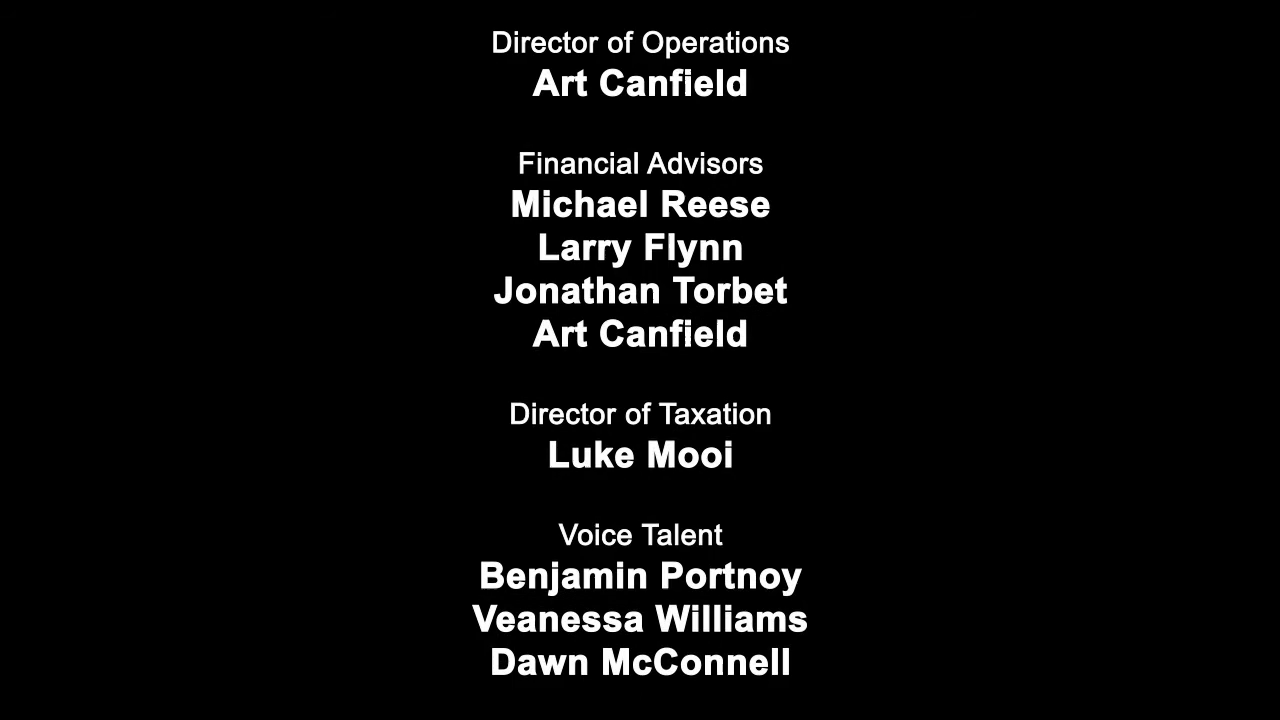 Director of Operations
Art Canfield
Financial Advisors
Michael Reese
Larry Flynn
Jonathan Torbet
Art Canfield
Director of Taxation
Luke Mooi
Voice Talent
Benjamin Portnoy
Veanessa Williams
Dawn McConnell